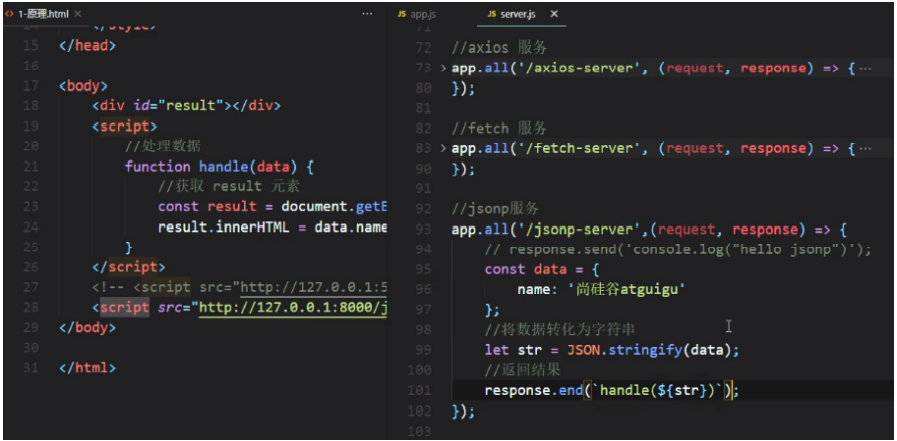 1-原理.html
15 </head>
16
17 <body>
18 <div id="result"></div>
19 <script>
20 //处理数据
21 function handle(data) {
22 //获取 result 元素
23 const result = document.getE
24 result.innerHTML = data.name
25 }
26 </script>
27 <!-- <script src="http://127.0.0.1:5
28 <script src="http://127.0.0.1:8000/j
29 </body>
30
31 </html>
JS app.js JS server.js
71
72 //axios 服务
73 app.all('/axios-server', (request, response) => {…
80 });
81
82 //fetch 服务
83 app.all('/fetch-server', (request, response) => {…
90 });
91
92 //jsonp服务
93 app.all('/jsonp-server',(request, response) => {
94 // response.send('console.log("hello jsonp")');
95 const data = {
96 name: '尚硅谷atguigu'
97 };
98 //将数据转化为字符串
99 let str = JSON.stringify(data);
100 //返回结果
101 response.end(`handle(${str})`);
102 });
103